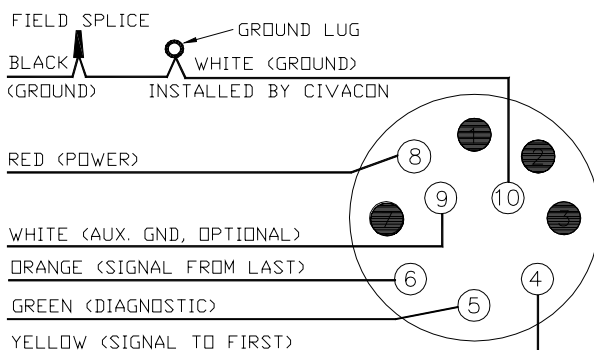 FIELD SPLICE
GROUND LUG
BLACK
WHITE (GROUND)
(GROUND)
INSTALLED BY CIVACON
1
RED (POWER)
8
2
9
10
7
3
WHITE (AUX. GND, OPTIONAL)
ORANGE (SIGNAL FROM LAST)
6
4
GREEN (DIAGNOSTIC)
5
YELLOW (SIGNAL TO FIRST)